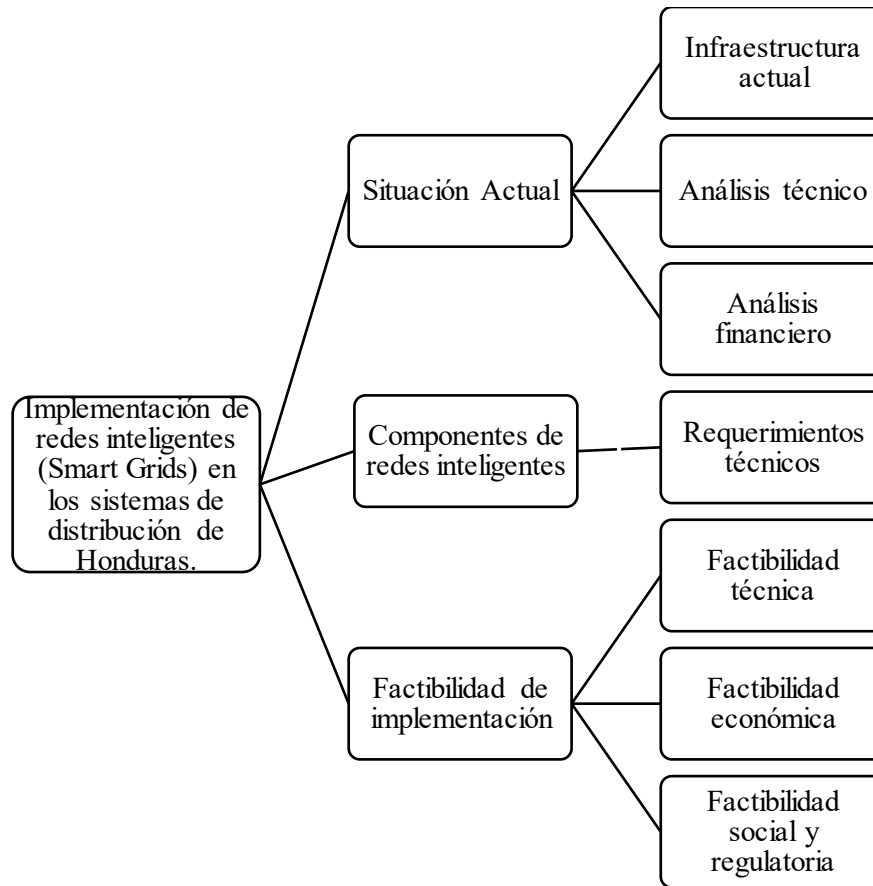 Implementación de
redes inteligentes
(Smart Grids) en
los sistemas de
distribución de
Honduras.
Situación Actual
Infraestructura
actual
Análisis técnico
Análisis
financiero
Componentes de
redes inteligentes
Requerimientos
técnicos
Factibilidad de
implementación
Factibilidad
técnica
Factibilidad
económica
Factibilidad
social y
regulatoria